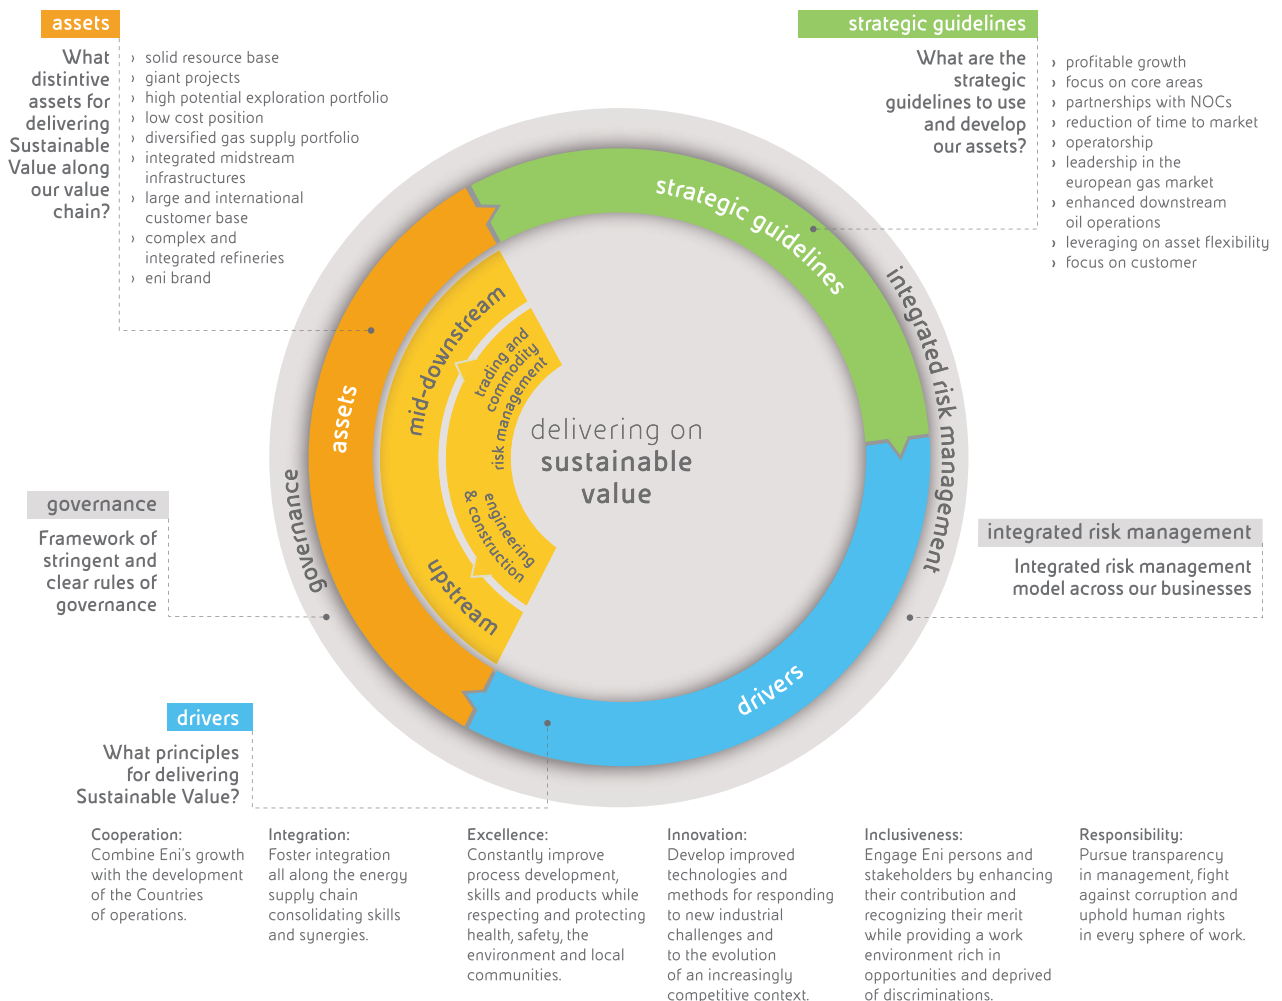 assets
What
distintive
assets for
delivering
Sustainable
Value along
our value
chain?
› solid resource base
› giant projects
› high potential exploration portfolio
› low cost position
› diversified gas supply portfolio
› integrated midstream
infrastructures
› large and international
customer base
› complex and
integrated refineries
› eni brand
strategic guidelines
What are the
strategic
guidelines to use
and develop
our assets?
› profitable growth
› focus on core areas
› partnerships with NOCs
› reduction of time to market
› operatorship
› leadership in the
european gas market
› enhanced downstream
oil operations
› leveraging on asset flexibility
› focus on customer
strategic guidelines
integrated risk management
assets
mid-downstream
trading and
commodity
risk management
engineering
& construction
upstream
delivering on
sustainable
value
governance
drivers
governance
Framework of
stringent and
clear rules of
governance
integrated risk management
Integrated risk management
model across our businesses
drivers
What principles
for delivering
Sustainable Value?
Cooperation:
Combine Eni's growth
with the development
of the Countries
of operations.
Integration:
Foster integration
all along the energy
supply chain
consolidating skills
and synergies.
Excellence:
Constantly improve
process development,
skills and products while
respecting and protecting
health, safety, the
environment and local
communities.
Innovation:
Develop improved
technologies and
methods for responding
to new industrial
challenges and
to the evolution
of an increasingly
competitive context.
Inclusiveness:
Engage Eni persons and
stakeholders by enhancing
their contribution and
recognizing their merit
while providing a work
environment rich in
opportunities and deprived
of discriminations.
Responsibility:
Pursue transparency
in management, fight
against corruption and
uphold human rights
in every sphere of work.